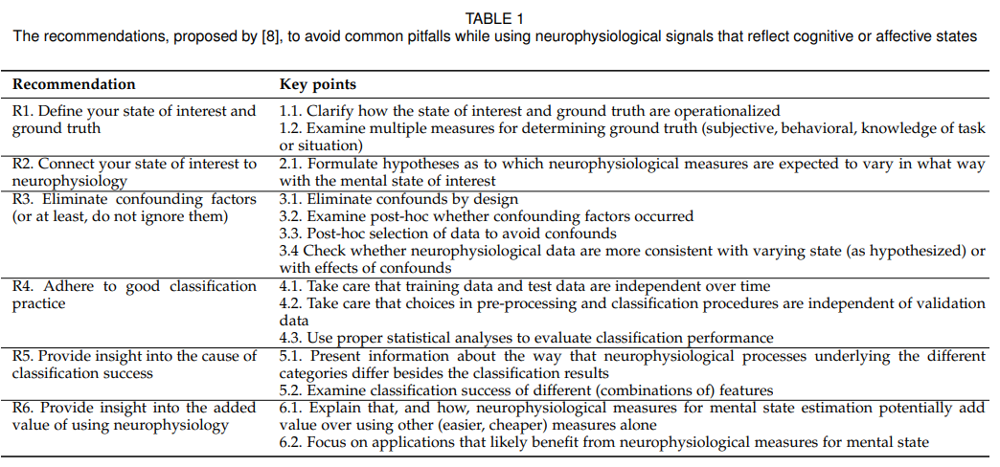 TABLE 1
The recommendations, proposed by [8], to avoid common pitfalls while using neurophysiological signals that reflect cognitive or affective states
Recommendation Key points
R1. Define your state of interest and ground truth
1.1. Clarify how the state of interest and ground truth are operationalized
1.2. Examine multiple measures for determining ground truth (subjective, behavioral, knowledge of task
or situation)
R2. Connect your state of interest to
neurophysiology
2.1. Formulate hypotheses as to which neurophysiological measures are expected to vary in what way
with the mental state of interest
R3. Eliminate confounding factors
(or at least, do not ignore them)
3.1. Eliminate confounds by design
3.2. Examine post-hoc whether confounding factors occurred
3.3. Post-hoc selection of data to avoid confounds
3.4 Check whether neurophysiological data are more consistent with varying state (as hypothesized) or
with effects of confounds
R4. Adhere to good classification
practice
4.1. Take care that training data and test data are independent over time
4.2. Take care that choices in pre-processing and classification procedures are independent of validation
data
4.3. Use proper statistical analyses to evaluate classification performance
R5. Provide insight into the cause of
classification success
5.1. Present information about the way that neurophysiological processes underlying the different
categories differ besides the classification results
5.2. Examine classification success of different (combinations of) features
R6. Provide insight into the added
value of using neurophysiology
6.1. Explain that, and how, neurophysiological measures for mental state estimation potentially add
value over using other (easier, cheaper) measures alone
6.2. Focus on applications that likely benefit from neurophysiological measures for mental state